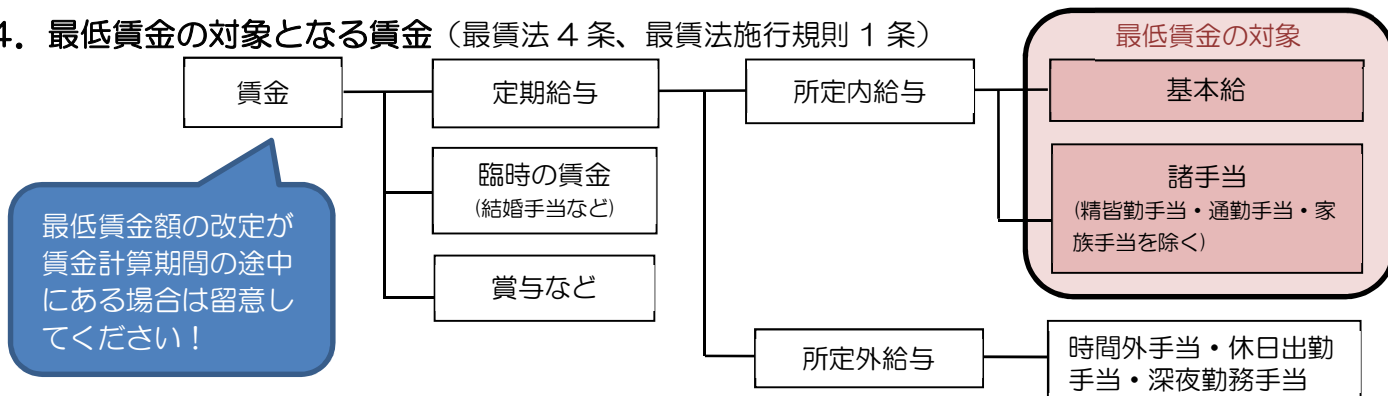 4．最低賃金の対象となる賃金（最賃法4条、最賃法施行規則1条）
最低賃金の対象
賃金
定期給与
所定内給与
基本給
臨時の賃金
(結婚手当など)
諸手当
(精皆勤手当・通勤手当・家
族手当を除く)
最低賃金額の改定が
賃金計算期間の途中
にある場合は留意し
てください！
賞与など
所定外給与
時間外手当・休日出勤
手当・深夜勤務手当